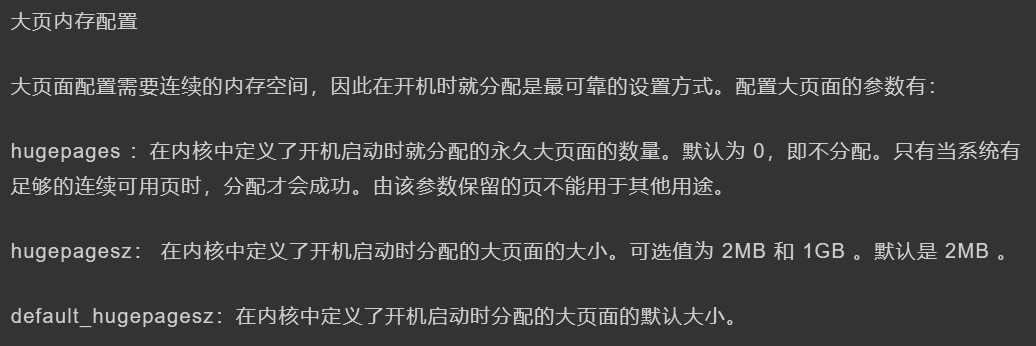 大页内存配置
大页面配置需要连续的内存空间，因此在开机时就分配是最可靠的设置方式。配置大页面的参数有：
hugepages ：在内核中定义了开机启动时就分配的永久大页面的数量。默认为 0，即不分配。只有当系统有
足够的连续可用页时，分配才会成功。由该参数保留的页不能用于其他用途。
hugepagesz： 在内核中定义了开机启动时分配的大页面的大小。可选值为 2MB 和 1GB 。默认是 2MB 。
default_hugepagesz：在内核中定义了开机启动时分配的大页面的默认大小。